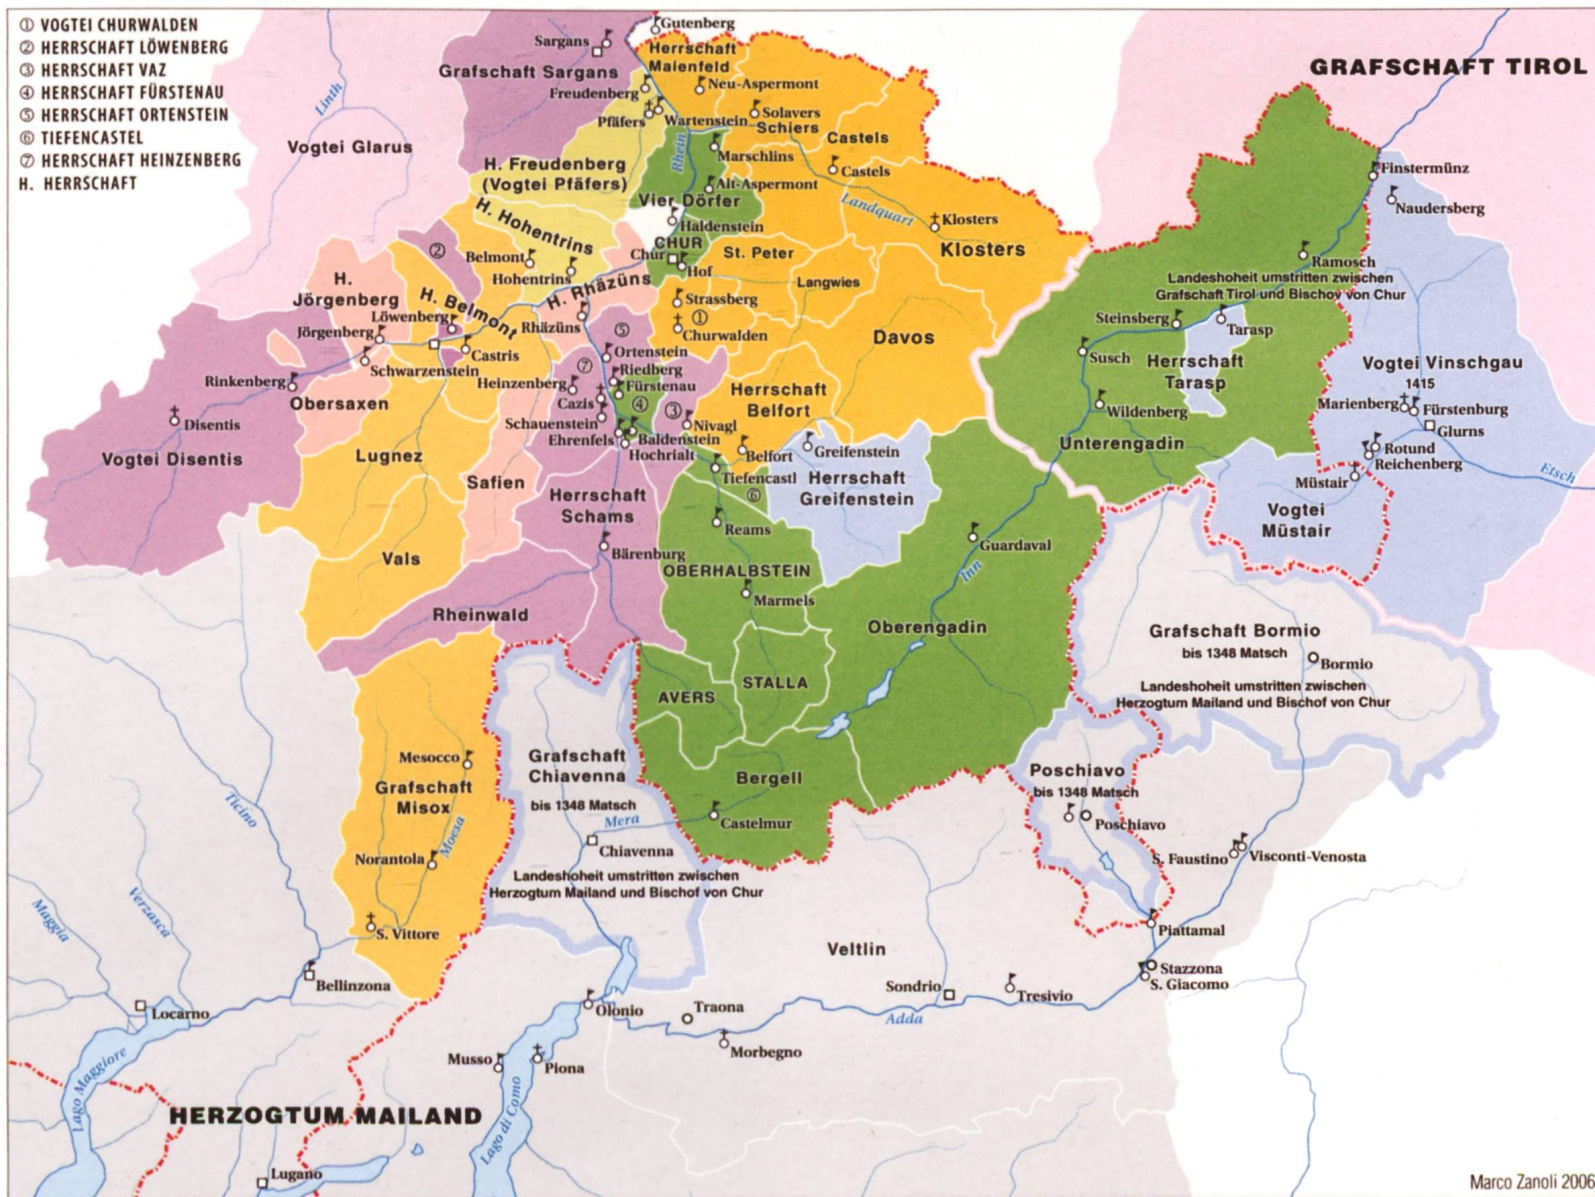 ① VOGTEI CHURWALDEN
② HERRSCHAFT LÖWENBERG
③ HERRSCHAFT VAZ
④ HERRSCHAFT FÜRSTENAU
⑤ HERRSCHAFT ORTENSTEIN
⑥ TIEFENCASTEL
⑦ HERRSCHAFT HEINZENBERG
H. HERRSCHAFT
Gutenberg
Sargans
Grafschaft Sargans
Herrschaft
Maienfeld
GRAFSCHAFT TIROL
Linth
Freudenberg
Neu-Aspermont
Pfäfers
Wartenstein
Solavers
Schiers
Castels
Vogtei Glarus
Rhein
Marschlins
H. Freudenberg
(Vogtei Pfäfers)
Castels
Finstermünz
Alt-Aspermont
Vier Dörfer
Landquart
Naudersberg
H. Hohentrins
Haldenstein
Klosters
Klosters
②
CHUR
Chur
Hof
St. Peter
Belmont
Hohentrins
Ramosch
H.
Jörgenberg
H. Rhäzüns
Langwies
Landeshoheit umstritten zwischen
Grafschaft Tirol und Bischov von Chur
H. Belmont
Löwenberg
Strassberg
①
Jörgenberg
Rhäzüns
⑤
Churwalden
Davos
Steinsberg
Tarasp
Castris
Ortenstein
Susch
Herrschaft
Tarasp
Vogtei Vinschgau
1415
Schwarzenstein
⑦
Riedberg
Rinkenberg
Heinzenberg
Fürstenau
Herrschaft
Belfort
Obersaxen
Cazis
④
③
Wildenberg
Marienberg
Fürstenburg
Disentis
Schauenstein
Nivagl
Glurns
Ehrenfels
Baldenstein
Unterengadin
Rotund
Vogtei Disentis
Lugnez
Hochrialt
Belfort
Greifenstein
Reichenberg
Etsch
Safien
Tiefencastl
Herrschaft
Greifenstein
Müstair
⑥
Herrschaft
Schams
Vogtei
Müstair
Reams
Bärenburg
Guardaval
Vals
OBERHALBSTEIN
Inn
Marmels
Rheinwald
Oberengadin
Grafschaft Bormio
bis 1348 Matsch
Bormio
STALLA
AVERS
Landeshoheit umstritten zwischen
Herzogtum Mailand und Bischof von Chur
Mesocco
Grafschaft
Chiavenna
Bergell
Poschiavo
bis 1348 Matsch
Grafschaft
Misox
bis 1348 Matsch
Ticino
Mera
Castelmur
Poschiavo
Moesa
Norantola
Chiavenna
S. Faustino
Visconti-Venosta
Landeshoheit umstritten zwischen
Herzogtum Mailand und Bischof von Chur
Maggia
Verzasca
S. Vittore
Piattamal
Veltlin
Bellinzona
Stazzona
S. Giacomo
Sondrio
Tresivio
Locarno
Olonio
Traona
Adda
Morbegno
Lago Maggiore
Musso
Piona
HERZOGTUM MAILAND
Lago di Como
Lugano
Marco Zanoli 2006